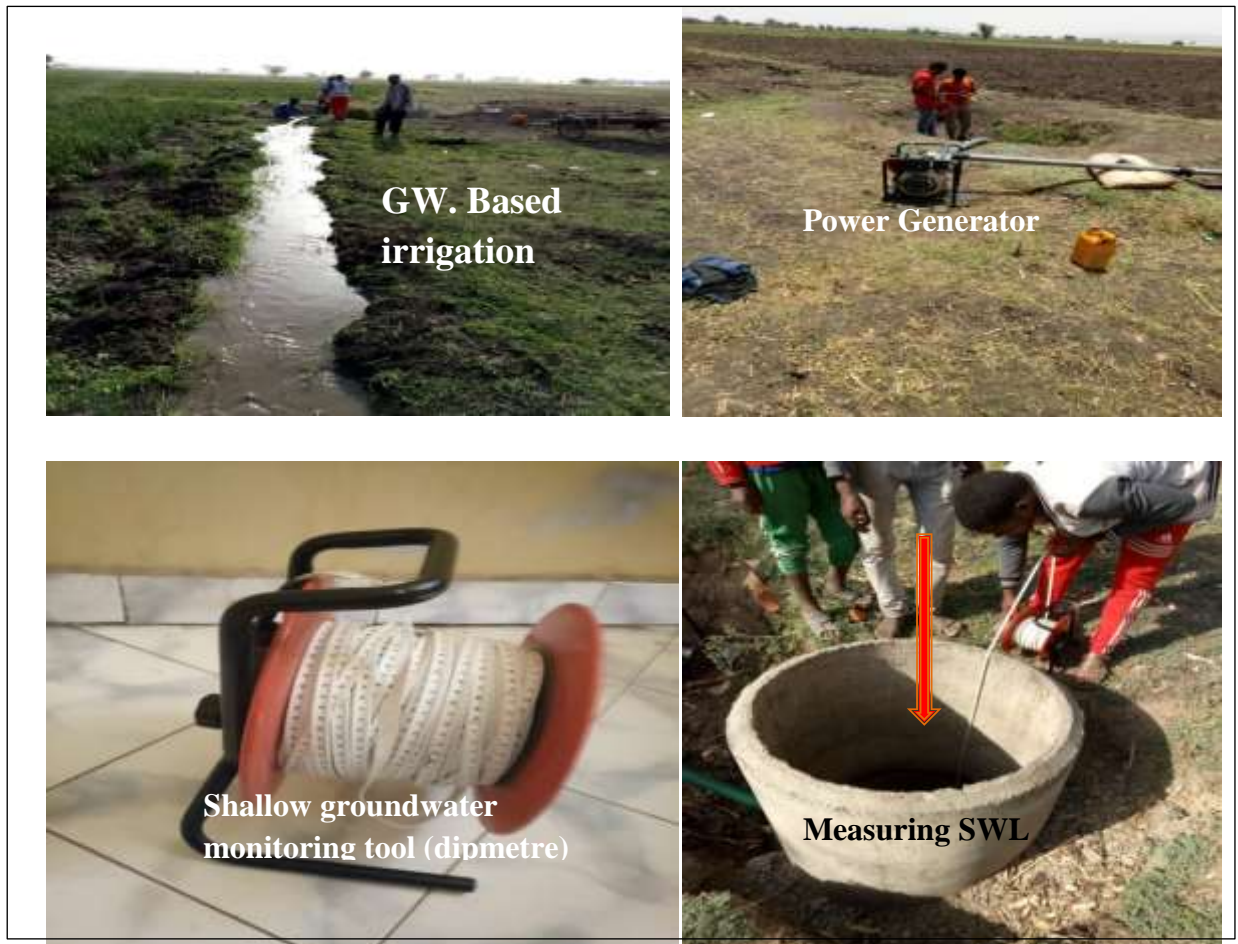 GW. Based
irrigation
Power Generator
Shallow groundwater
monitoring tool (dipmetre)
Measuring SWL